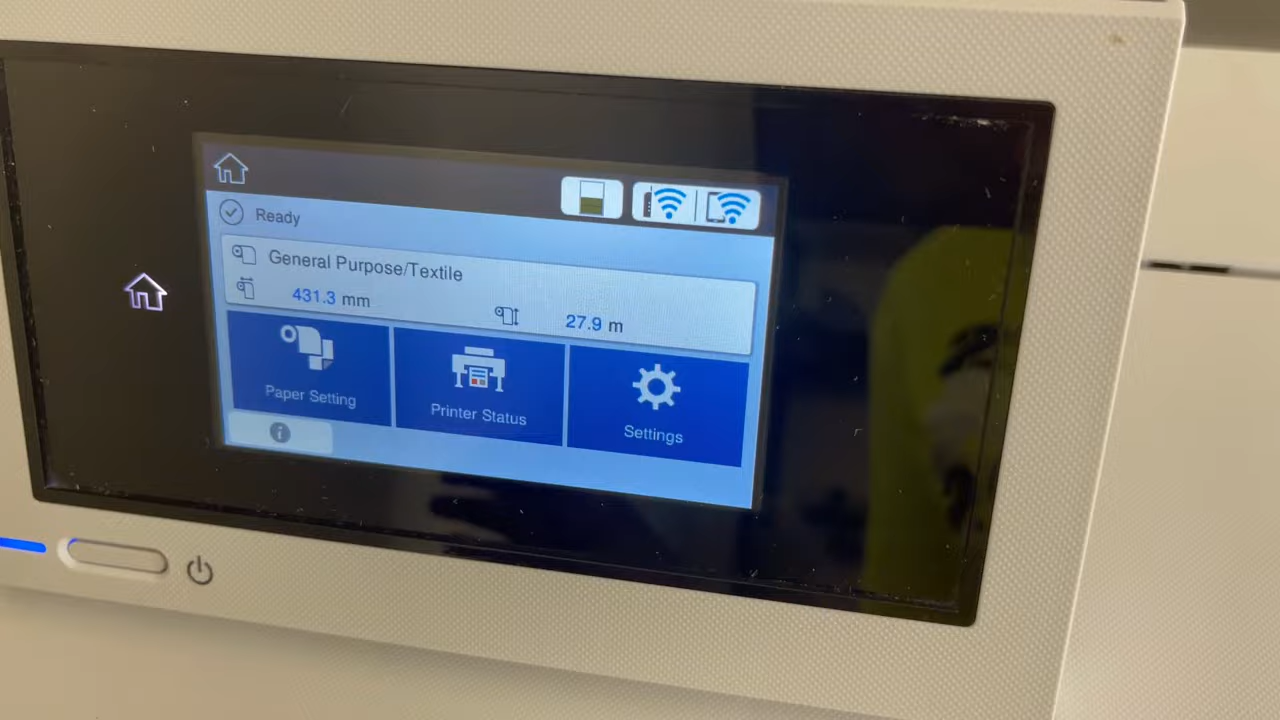 Ready
General Purpose/Textile
431.3 mm
27.9 m
Paper Setting
Printer Status
Settings